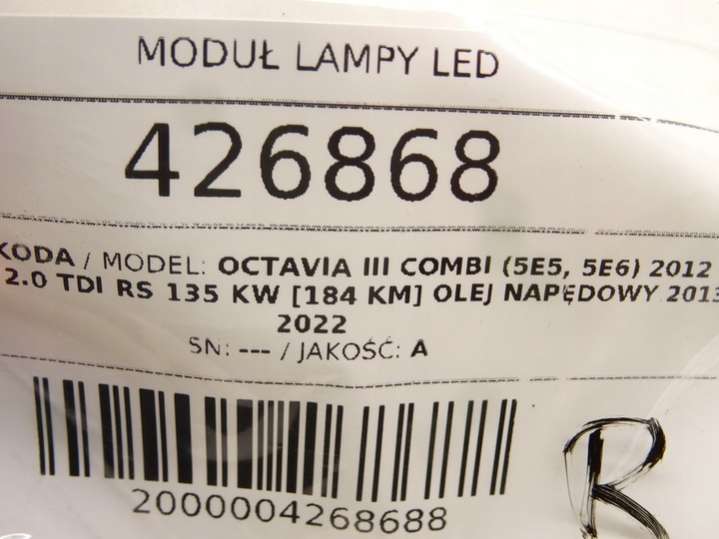 MODUŁ LAMPY LED
426868
KODA / MODEL: OCTAVIA III COMBI (5E5, 5E6) 2012
2.0 TDI RS 135 KW [184 KM] OLEJ NAPĘDOWY 2013
2022
SN: --- / JAKOŚĆ: A
2000004268688
R